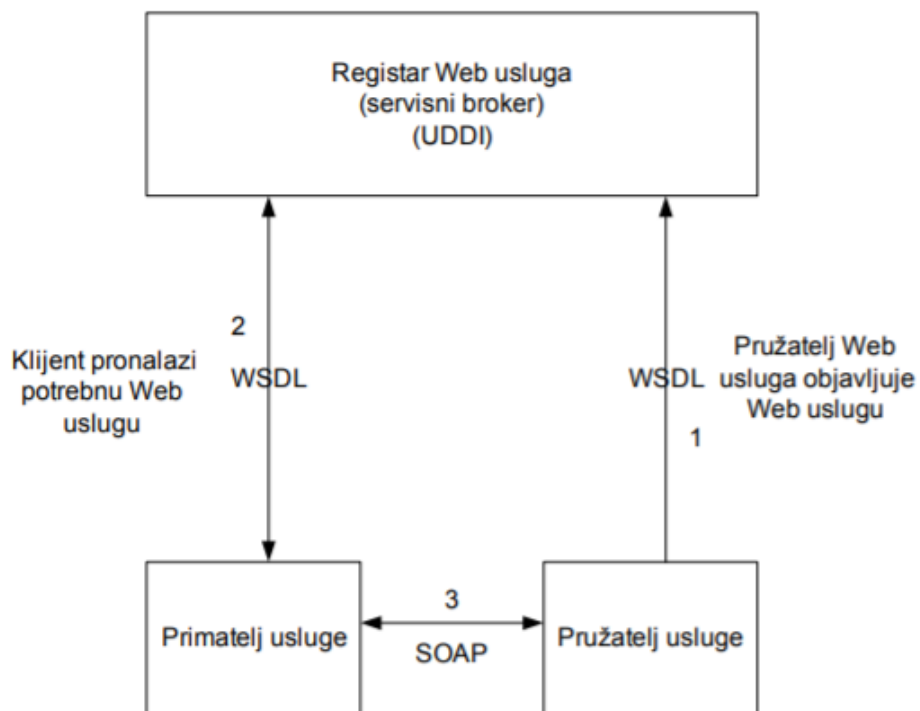 Registar Web usluga
(servisni broker)
(UDDI)
2
Klijent pronalazi
potrebnu Web
uslugu
WSDL
WSDL
Pružatelj Web
usluga objavljuje
Web uslugu
1
Primatelj usluge
3
SOAP
Pružatelj usluge